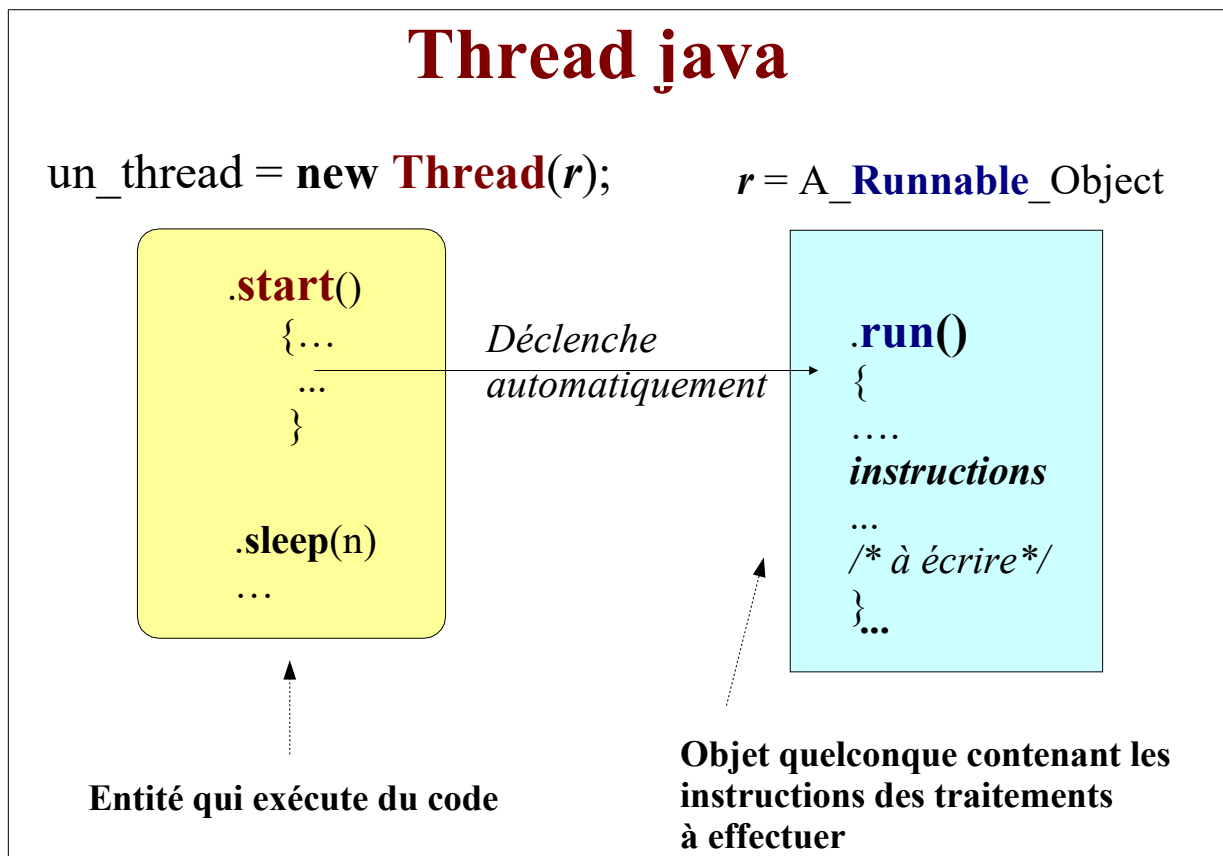 Thread java
un_thread = new Thread(r);
r = A_Runnable_Object
.start()
{…
...
}
.sleep(n)
…
Déclenche
automatiquement
.run()
{
….
instructions
...
/* à écrire*/
}...
Entité qui exécute du code
Objet quelconque contenant les
instructions des traitements
à effectuer